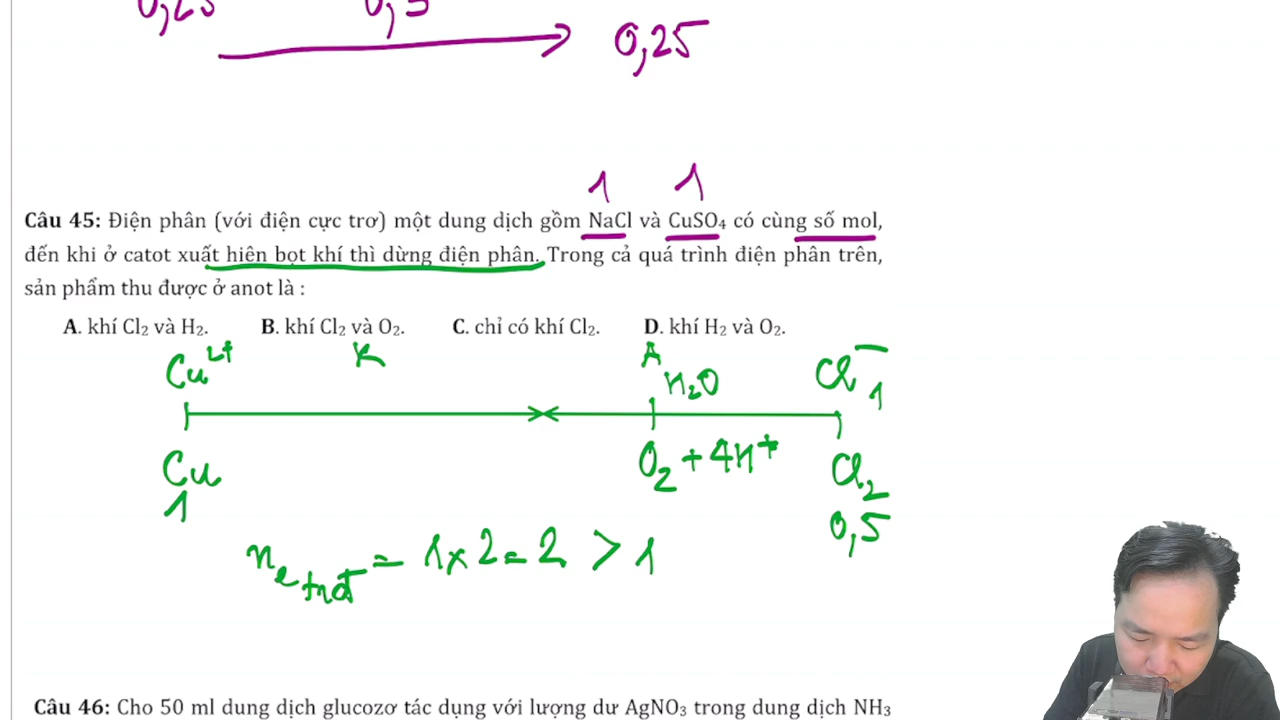 0,25 0,5
0,25
1 1
Câu 45: Điện phân (với điện cực trơ) một dung dịch gồm NaCl và CuSO₄ có cùng số mol,
đến khi ở catot xuất hiên bọt khí thì dừng điện phân. Trong cả quá trình điện phân trên,
sản phẩm thu được ở anot là :
A. khí Cl₂ và H₂. B. khí Cl₂ và O₂. C. chỉ có khí Cl₂. D. khí H₂ và O₂.
Cu²⁺ K A H₂O Cl⁻ 1
Cu O₂ + 4H⁺ Cl₂
1 0,5
n e trđ = 1x2=2 > 1
Câu 46: Cho 50 ml dung dịch glucozơ tác dụng với lượng dư AgNO₃ trong dung dịch NH₃